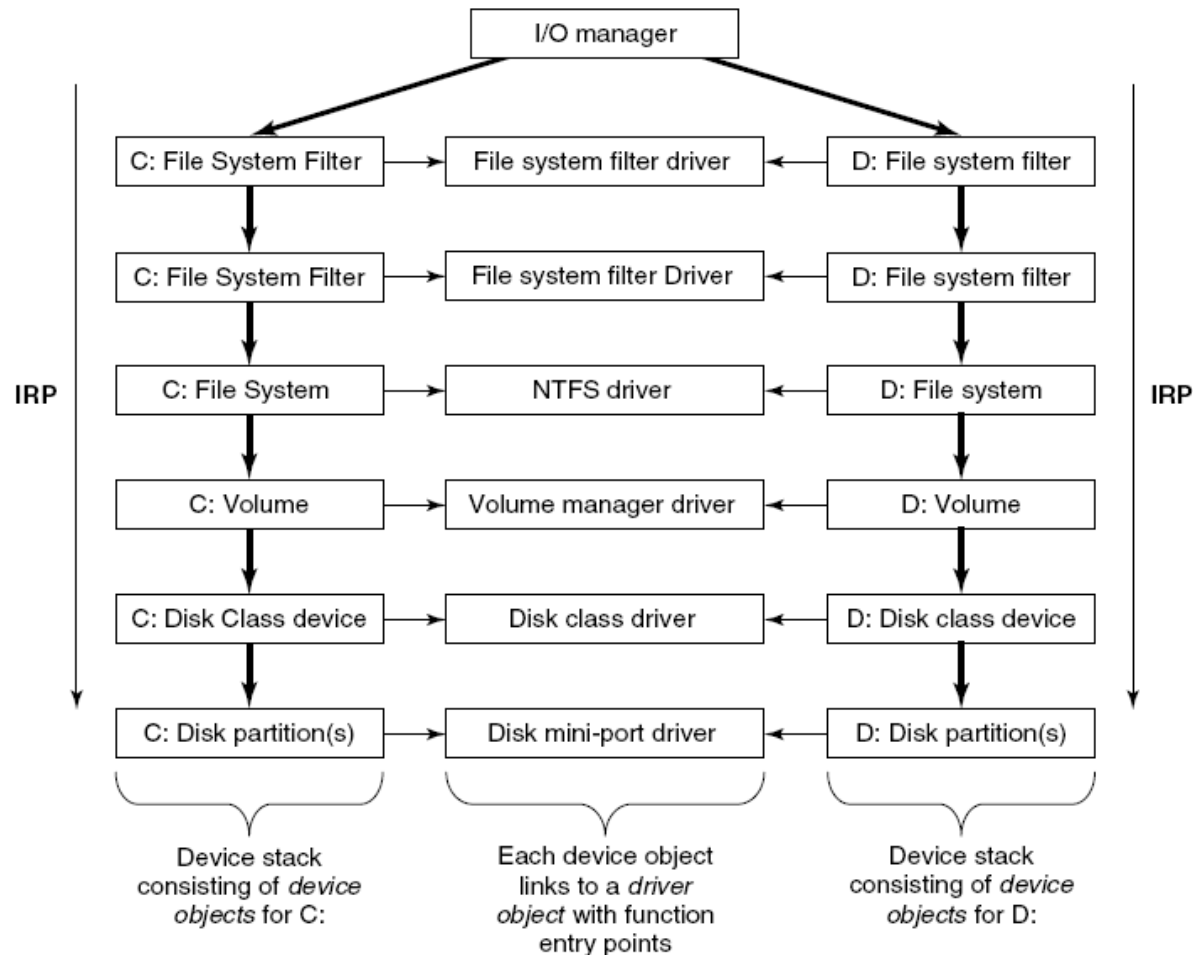 I/O manager
C: File System Filter
File system filter driver
D: File system filter
C: File System Filter
File system filter Driver
D: File system filter
IRP
C: File System
NTFS driver
D: File system
IRP
C: Volume
Volume manager driver
D: Volume
C: Disk Class device
Disk class driver
D: Disk class device
C: Disk partition(s)
Disk mini-port driver
D: Disk partition(s)
Device stack
consisting of device
objects for C:
Each device object
links to a driver
object with function
entry points
Device stack
consisting of device
objects for D: